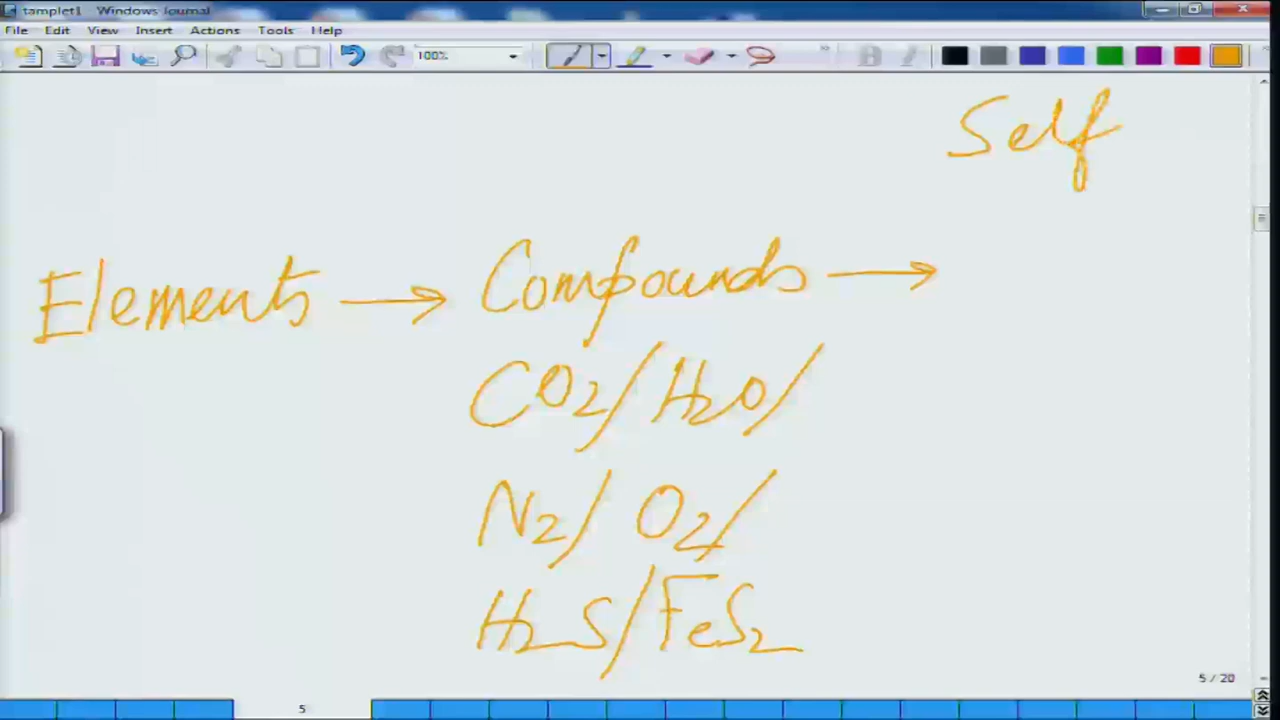 tamplet1 - Windows Journal
File Edit View Insert Actions Tools Help
100%
Self
Elements → Compounds →
CO2/H2O/
N2/O2/
H2S/FeS2
5 / 20
5